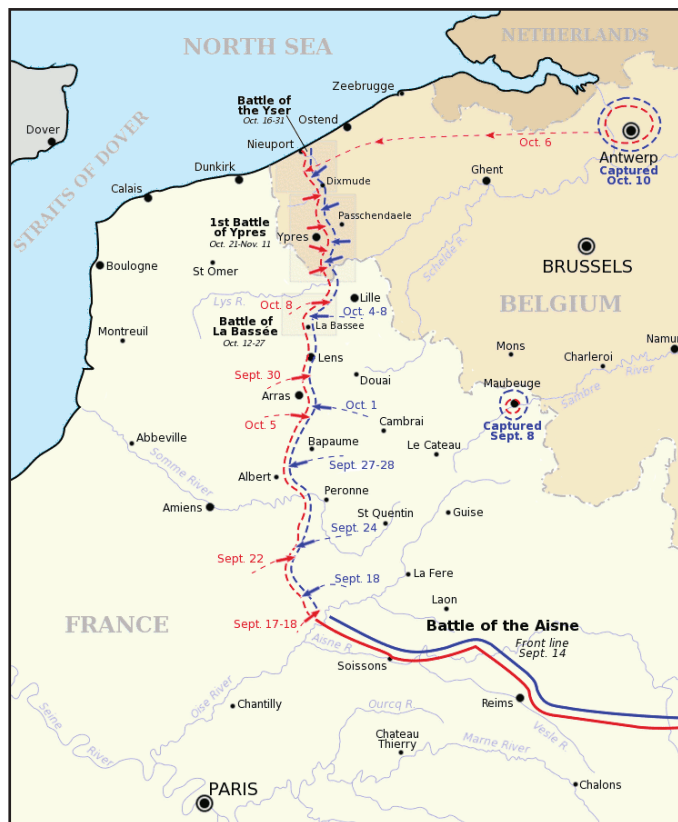 NORTH SEA
NETHERLANDS
STRAITS OF DOVER
Zeebrugge
Battle of
the Yser
Oct. 16-31
Ostend
Dover
Nieuport
Oct. 6
Antwerp
Captured
Oct. 10
Dunkirk
Dixmude
Ghent
Calais
Passchendaele
1st Battle
of Ypres
Oct. 21-Nov. 11
Ypres
Schelde R.
BRUSSELS
Boulogne
St Omer
Lys R.
Oct. 8
Lille
BELGIUM
Oct. 4-8
Battle of
La Bassée
Oct. 12-27
La Bassee
Montreuil
Mons
Namur
Lens
Charleroi
Sept. 30
Douai
Maubeuge
Sambre
River
Arras
Oct. 1
Oct. 5
Cambrai
Captured
Sept. 8
Abbeville
Bapaume
Le Cateau
Somme River
Albert
Sept. 27-28
Peronne
Amiens
St Quentin
Guise
Sept. 24
Sept. 22
La Fere
Sept. 18
Laon
FRANCE
Sept. 17-18
Battle of the Aisne
Front line
Sept. 14
Aisne R.
Soissons
Oise River
Reims
Chantilly
Ourcq R.
Seine
River
Vesle R.
Chateau
Thierry
Marne River
Chalons
PARIS